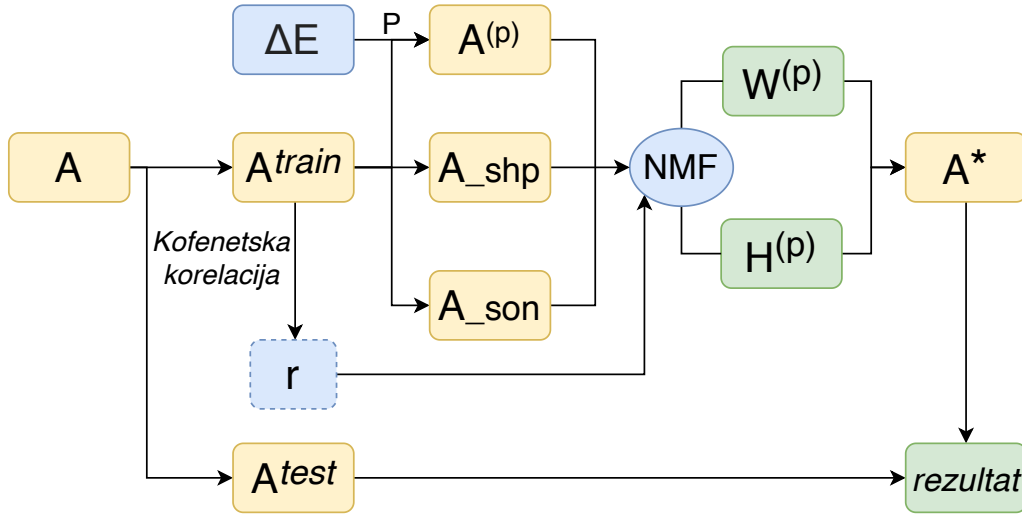 ΔE
P
A(p)
W(p)
A
Atrain
A_shp
NMF
A*
Kofenetska
korelacija
H(p)
A_son
r
Atest
rezultat